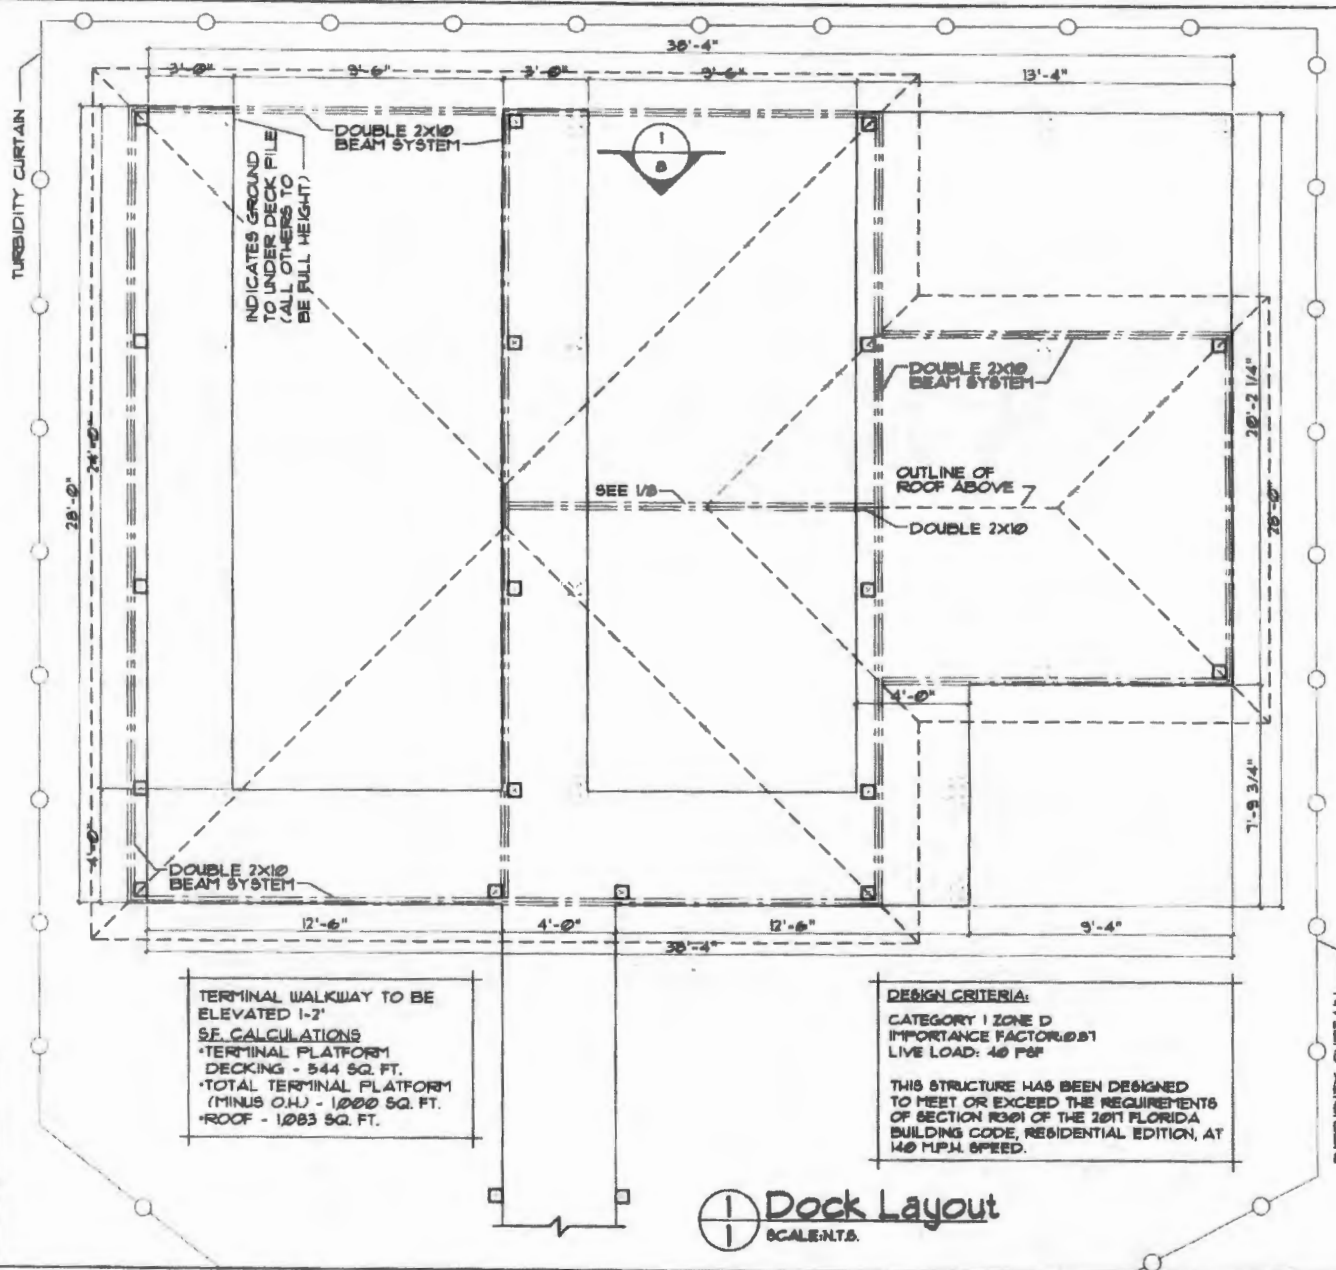 38'-4"
3'-0"
9'-6"
3'-0"
9'-6"
13'-4"
TURBIDITY CURTAIN
DOUBLE 2X10
BEAM SYSTEM
1
INDICATES GROUND
TO UNDER DECK PILE
(ALL OTHERS TO
BE FULL HEIGHT)
DOUBLE 2X10
BEAM SYSTEM
20'-2 1/4"
24'-0"
28'-0"
28'-0"
OUTLINE OF
ROOF ABOVE
DOUBLE 2X10
4'-0"
7'-9 3/4"
4'-0"
DOUBLE 2X10
BEAM SYSTEM
12'-6"
4'-0"
12'-6"
9'-4"
38'-4"
TERMINAL WALKWAY TO BE
ELEVATED 1-2'
S.F. CALCULATIONS
•TERMINAL PLATFORM
DECKING - 544 SQ. FT.
•TOTAL TERMINAL PLATFORM
(MINUS O.H.) - 1,000 SQ. FT.
•ROOF - 1,083 SQ. FT.
DESIGN CRITERIA:
CATEGORY 1 ZONE D
IMPORTANCE FACTOR:
LIVE LOAD: 40 PSF
THIS STRUCTURE HAS BEEN DESIGNED
TO MEET OR EXCEED THE REQUIREMENTS
OF SECTION R301 OF THE 2017 FLORIDA
BUILDING CODE, RESIDENTIAL EDITION, AT
140 M.P.H. SPEED.
1
1
Dock Layout
SCALE:N.T.S.